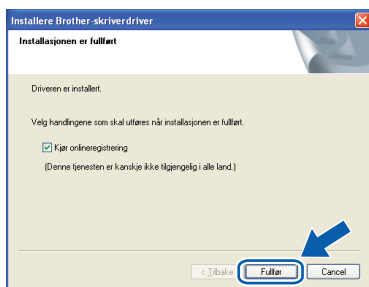 Installere Brother-skriverdriver
Installasjonen er fullført
Driveren er installert.
Velg handlingene som skal utføres når installasjonen er fullført.
Kjør onlineregistrering
(Denne tjenesten er kanskje ikke tilgjengelig i alle land.)
< Tilbake Fullfør Cancel